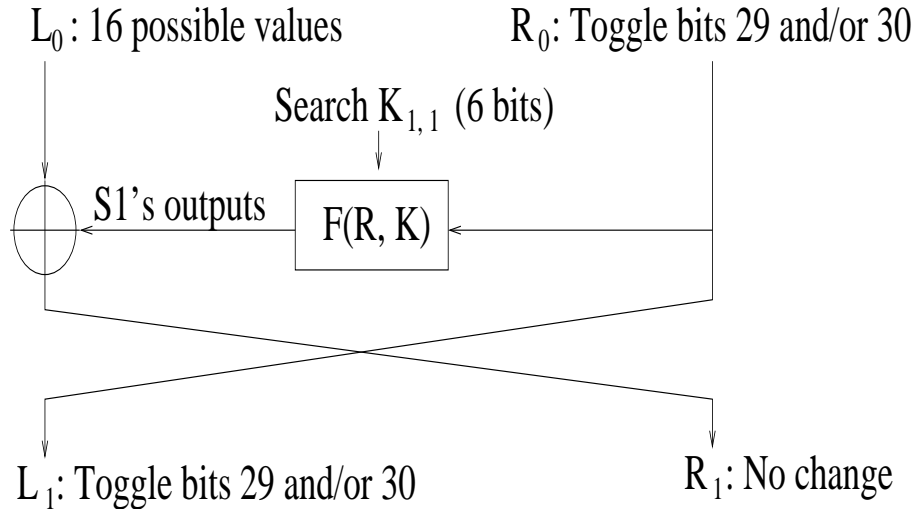 L₀ : 16 possible values
R₀: Toggle bits 29 and/or 30
Search K₁,₁ (6 bits)
S1's outputs
F(R, K)
L₁: Toggle bits 29 and/or 30
R₁: No change